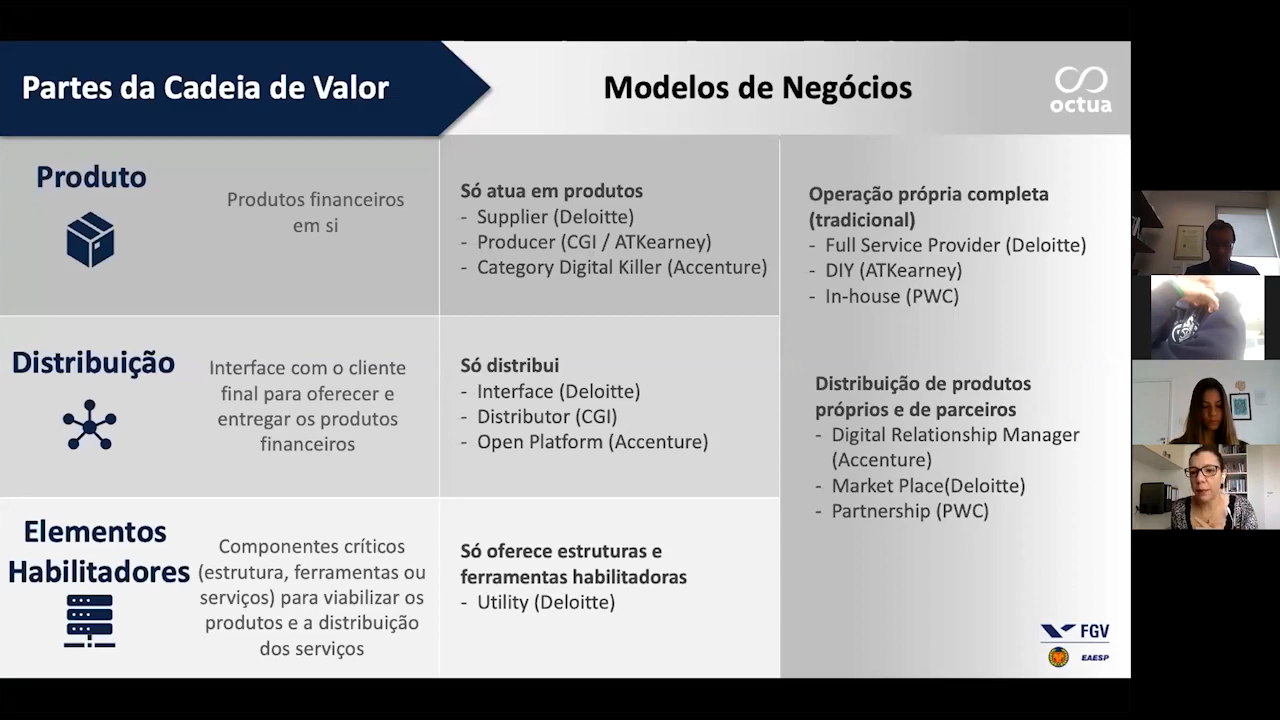 Partes da Cadeia de Valor
Modelos de Negócios
octua
Produto
Produtos financeiros
em si
Só atua em produtos
- Supplier (Deloitte)
- Producer (CGI / ATKearney)
- Category Digital Killer (Accenture)
Operação própria completa
(tradicional)
- Full Service Provider (Deloitte)
- DIY (ATKearney)
- In-house (PWC)
Distribuição
Interface com o cliente
final para oferecer e
entregar os produtos
financeiros
Só distribui
- Interface (Deloitte)
- Distributor (CGI)
- Open Platform (Accenture)
Distribuição de produtos
próprios e de parceiros
- Digital Relationship Manager
(Accenture)
- Market Place(Deloitte)
- Partnership (PWC)
Elementos
Habilitadores
Componentes críticos
(estrutura, ferramentas ou
serviços) para viabilizar os
produtos e a distribuição
dos serviços
Só oferece estruturas e
ferramentas habilitadoras
- Utility (Deloitte)
FGV
EAESP